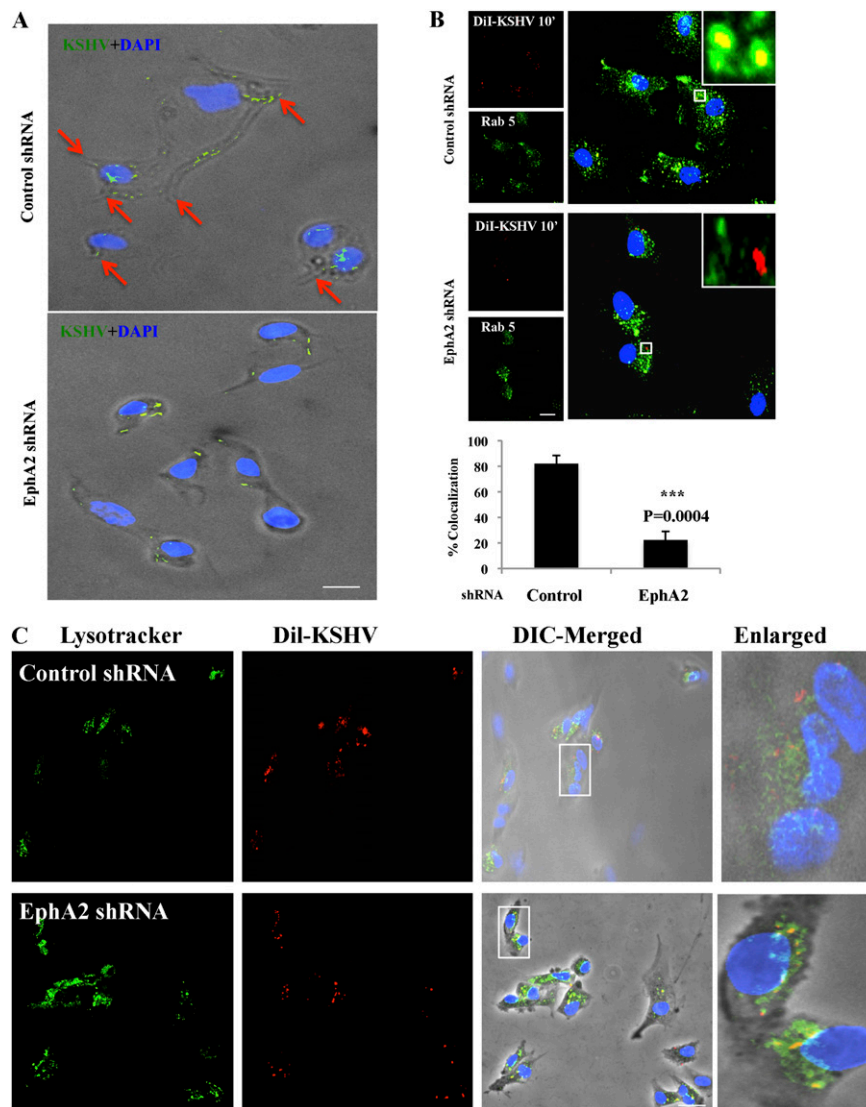 A
KSHV+DAPI
Control shRNA
KSHV+DAPI
EphA2 shRNA
B
DiI-KSHV 10'
Rab 5
Control shRNA
DiI-KSHV 10'
Rab 5
EphA2 shRNA
% Colocalization
100
80
60
40
20
0
***
P=0.0004
shRNA
Control
EphA2
C
Lysotracker
Dil-KSHV
DIC-Merged
Enlarged
Control shRNA
EphA2 shRNA